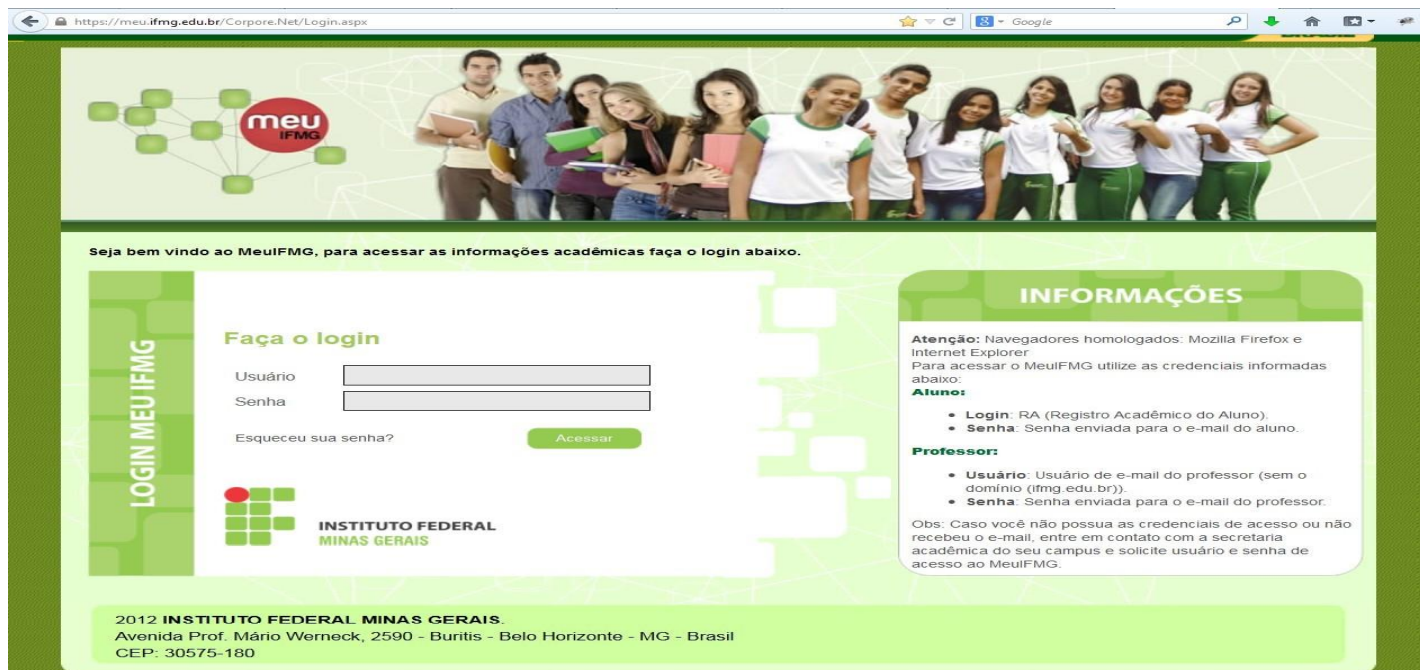 https://meu.ifmg.edu.br/Corpore.Net/Login.aspx
8 Google
meu
IFMG
Seja bem vindo ao MeuIFMG, para acessar as informações acadêmicas faça o login abaixo.
LOGIN MEU IFMG
Faça o login
Usuário
Senha
Esqueceu sua senha?
Acessar
INSTITUTO FEDERAL
MINAS GERAIS
INFORMAÇÕES
Atenção: Navegadores homologados: Mozilla Firefox e
Internet Explorer
Para acessar o MeuIFMG utilize as credenciais informadas
abaixo:
Aluno:
• Login: RA (Registro Acadêmico do Aluno).
• Senha: Senha enviada para o e-mail do aluno.
Professor:
• Usuário: Usuário de e-mail do professor (sem o
domínio (ifmg.edu.br)).
• Senha: Senha enviada para o e-mail do professor.
Obs: Caso você não possua as credenciais de acesso ou não
recebeu o e-mail, entre em contato com a secretaria
acadêmica do seu campus e solicite usuário e senha de
acesso ao MeuIFMG.
2012 INSTITUTO FEDERAL MINAS GERAIS.
Avenida Prof. Mário Werneck, 2590 - Buritis - Belo Horizonte - MG - Brasil
CEP: 30575-180